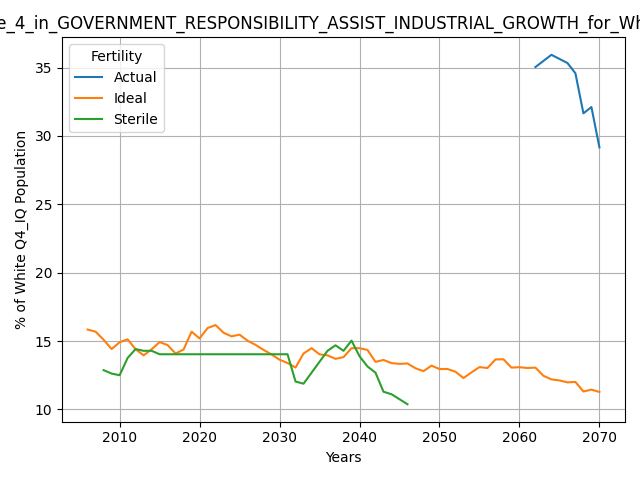 e_4_in_GOVERNMENT_RESPONSIBILITY_ASSIST_INDUSTRIAL_GROWTH_for_Wh
Fertility
Actual
Ideal
Sterile
% of White Q4_IQ Population
35
30
25
20
15
10
2010 2020 2030 2040 2050 2060 2070
Years